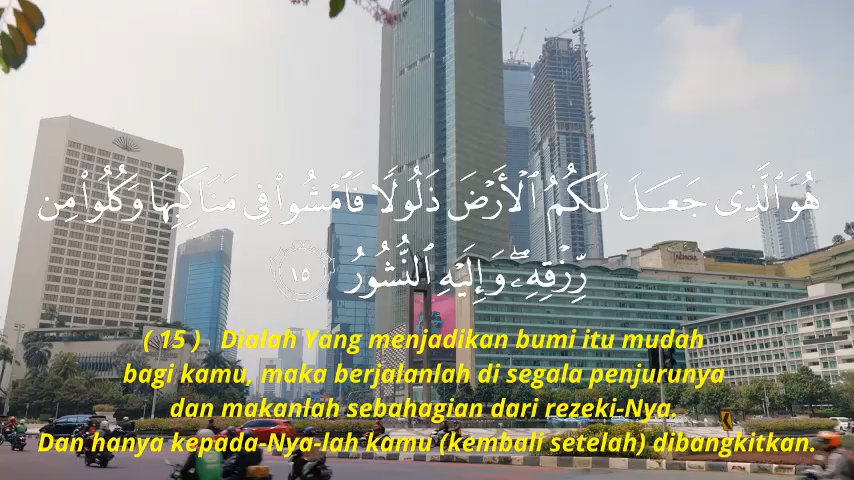 هُوَ ٱلَّذِى جَعَلَ لَكُمُ ٱلْأَرْضَ ذَلُولًا فَٱمْشُوا۟ فِى مَنَاكِبِهَا وَكُلُوا۟ مِن
رِّزْقِهِۦ ۖ وَإِلَيْهِ ٱلنُّشُورُ ١٥
( 15 ) Dialah Yang menjadikan bumi itu mudah
bagi kamu, maka berjalanlah di segala penjurunya
dan makanlah sebahagian dari rezeki-Nya.
Dan hanya kepada-Nya-lah kamu (kembali setelah) dibangkitkan.